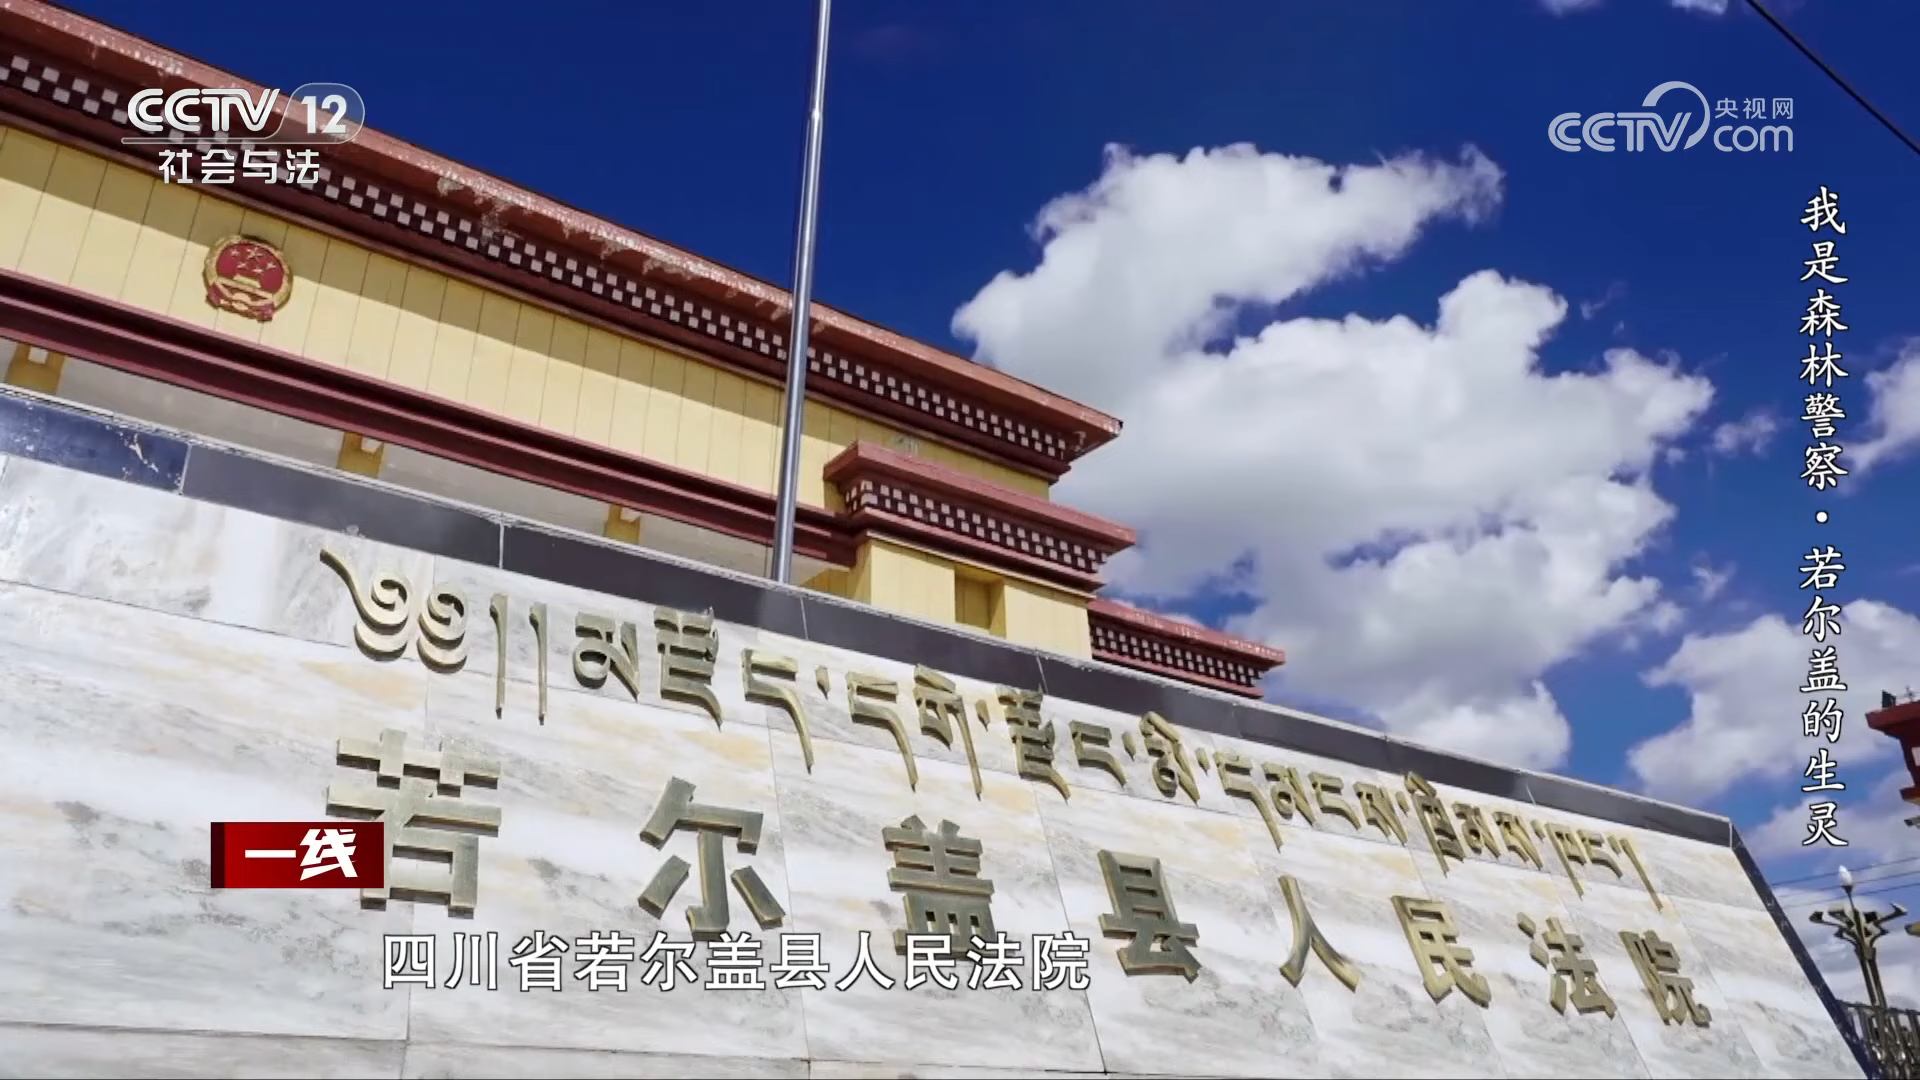 CCTV 12
社会与法
CCTV 央视网
com
我是森林警察·若尔盖的生灵
༄༅།།མཛོད་དགེ་རྫོང་མི་དམངས་ཁྲིམས་ཁང་།
若尔盖县人民法院
一线
四川省若尔盖县人民法院